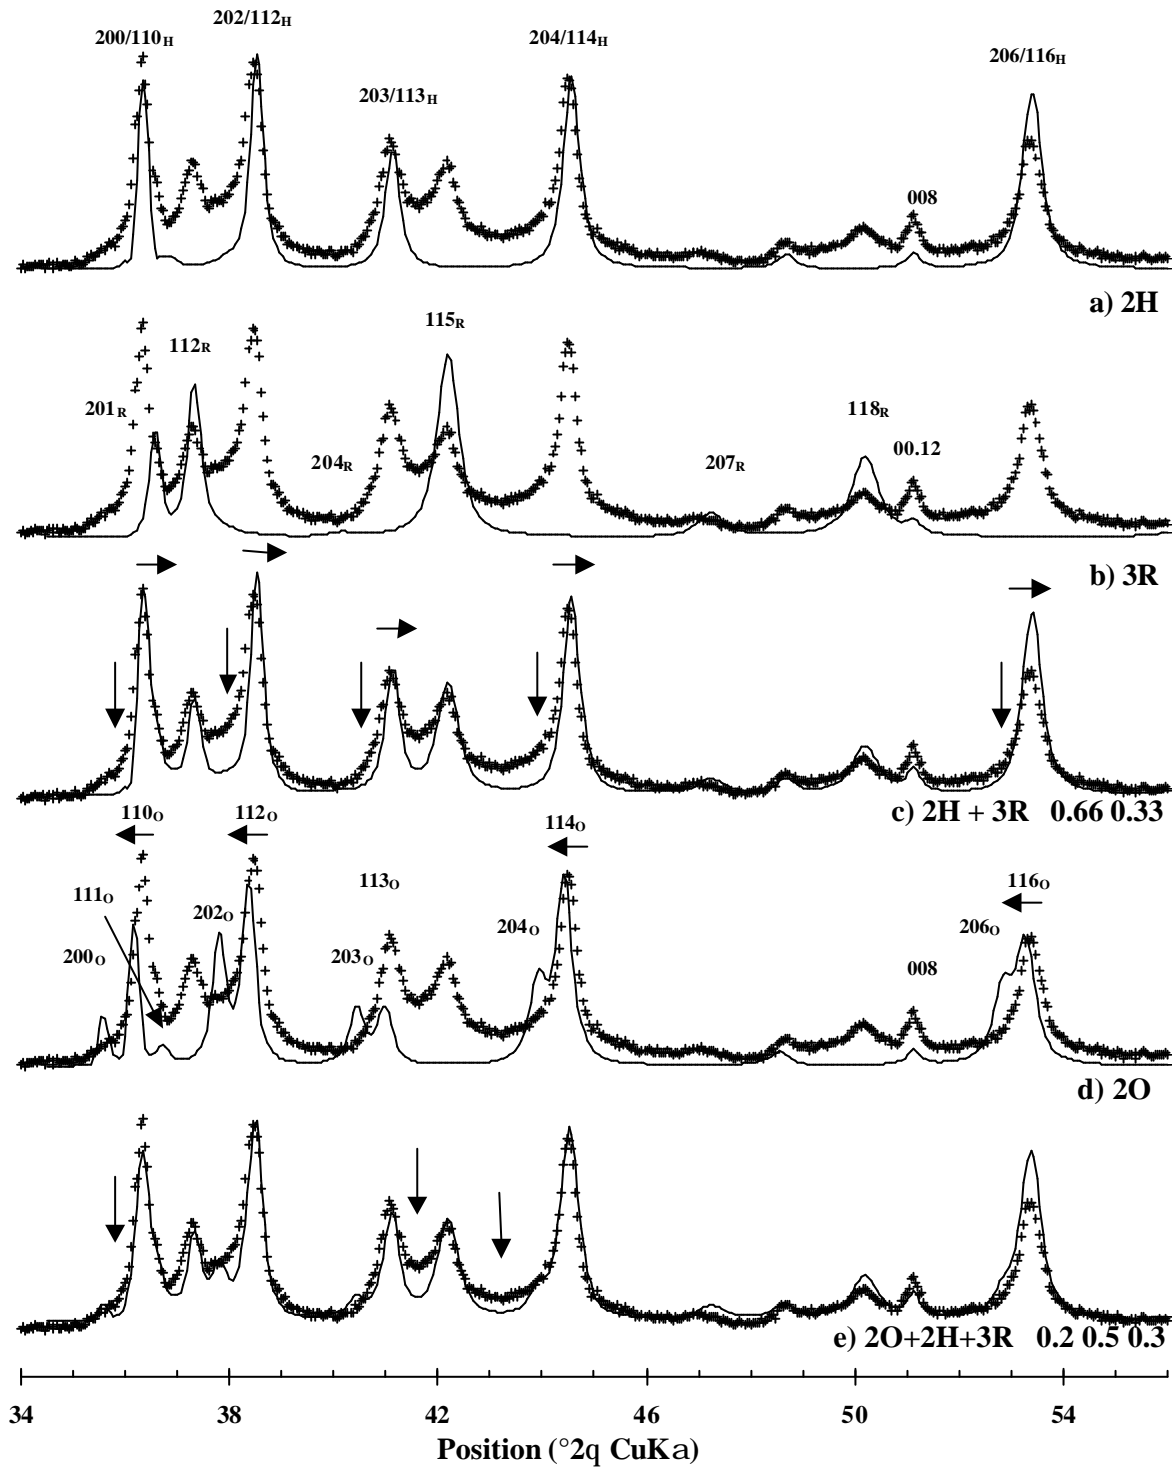 202/112H
200/110H
204/114H
206/116H
203/113H
008
a) 2H
115R
112R
201R
118R
00.12
204R
207R
b) 3R
c) 2H + 3R 0.66 0.33
110O
112O
114O
111O
113O
116O
202O
204O
206O
200O
203O
008
d) 2O
e) 2O+2H+3R 0.2 0.5 0.3
34 38 42 46 50 54
Position (°2q CuKa)